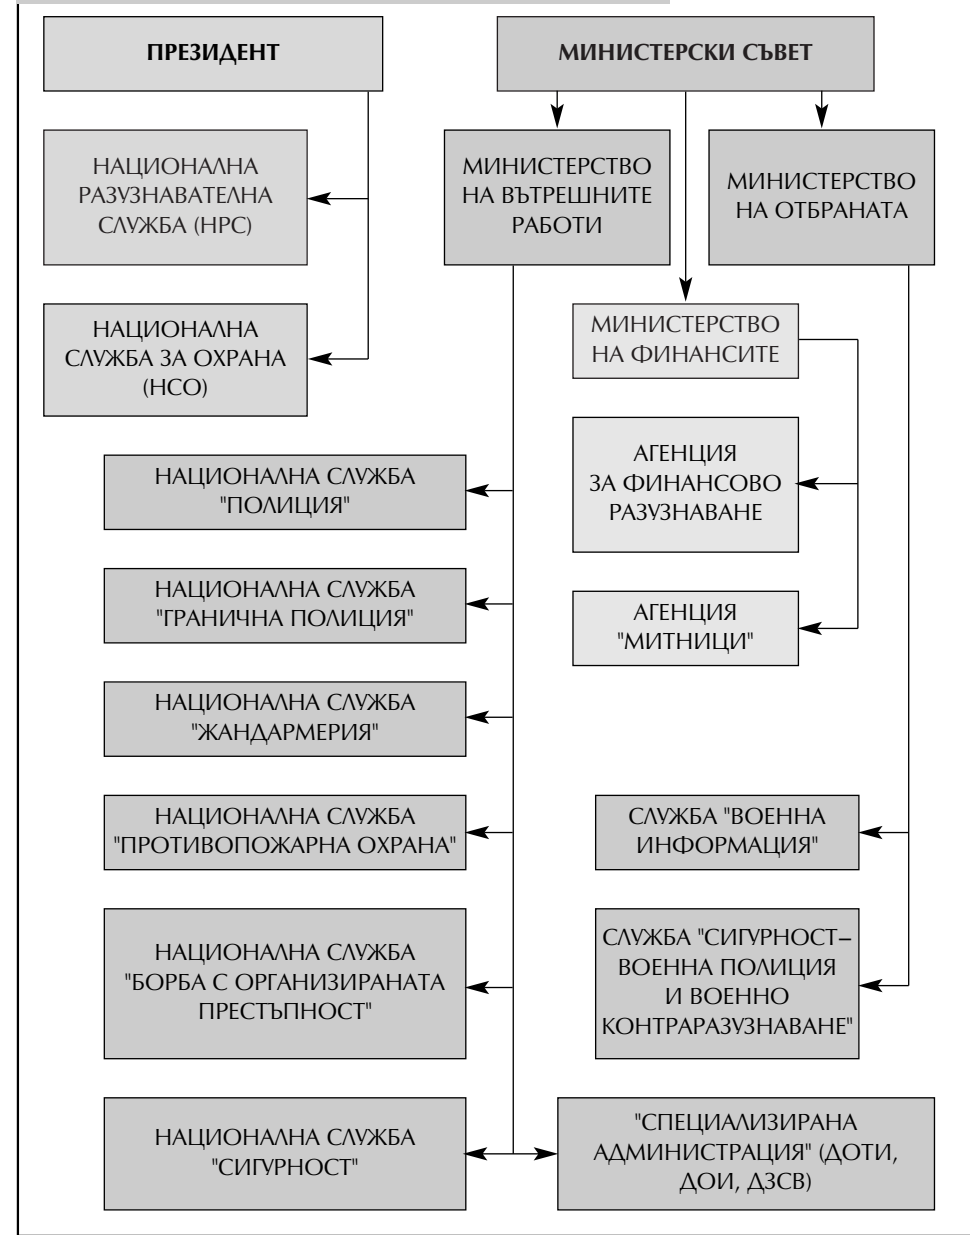 ПРЕЗИДЕНТ
НАЦИОНАЛНА
РАЗУЗНАВАТЕЛНА
СЛУЖБА (НРС)
НАЦИОНАЛНА
СЛУЖБА ЗА ОХРАНА
(НСО)
МИНИСТЕРСКИ СЪВЕТ
МИНИСТЕРСТВО
НА ВЪТРЕШНИТЕ
РАБОТИ
МИНИСТЕРСТВО
НА ОТБРАНАТА
МИНИСТЕРСТВО
НА ФИНАНСИТЕ
АГЕНЦИЯ
ЗА ФИНАНСОВО
РАЗУЗНАВАНЕ
АГЕНЦИЯ
"МИТНИЦИ"
НАЦИОНАЛНА СЛУЖБА
"ПОЛИЦИЯ"
НАЦИОНАЛНА СЛУЖБА
"ГРАНИЧНА ПОЛИЦИЯ"
НАЦИОНАЛНА СЛУЖБА
"ЖАНДАРМЕРИЯ"
НАЦИОНАЛНА СЛУЖБА
"ПРОТИВОПОЖАРНА ОХРАНА"
НАЦИОНАЛНА СЛУЖБА
"БОРБА С ОРГАНИЗИРАНАТА
ПРЕСТЪПНОСТ"
НАЦИОНАЛНА СЛУЖБА
"СИГУРНОСТ"
СЛУЖБА "ВОЕННА
ИНФОРМАЦИЯ"
СЛУЖБА "СИГУРНОСТ–
ВОЕННА ПОЛИЦИЯ
И ВОЕННО
КОНТРАРАЗУЗНАВАНЕ"
"СПЕЦИАЛИЗИРАНА
АДМИНИСТРАЦИЯ" (ДОТИ,
ДОИ, ДЗСВ)